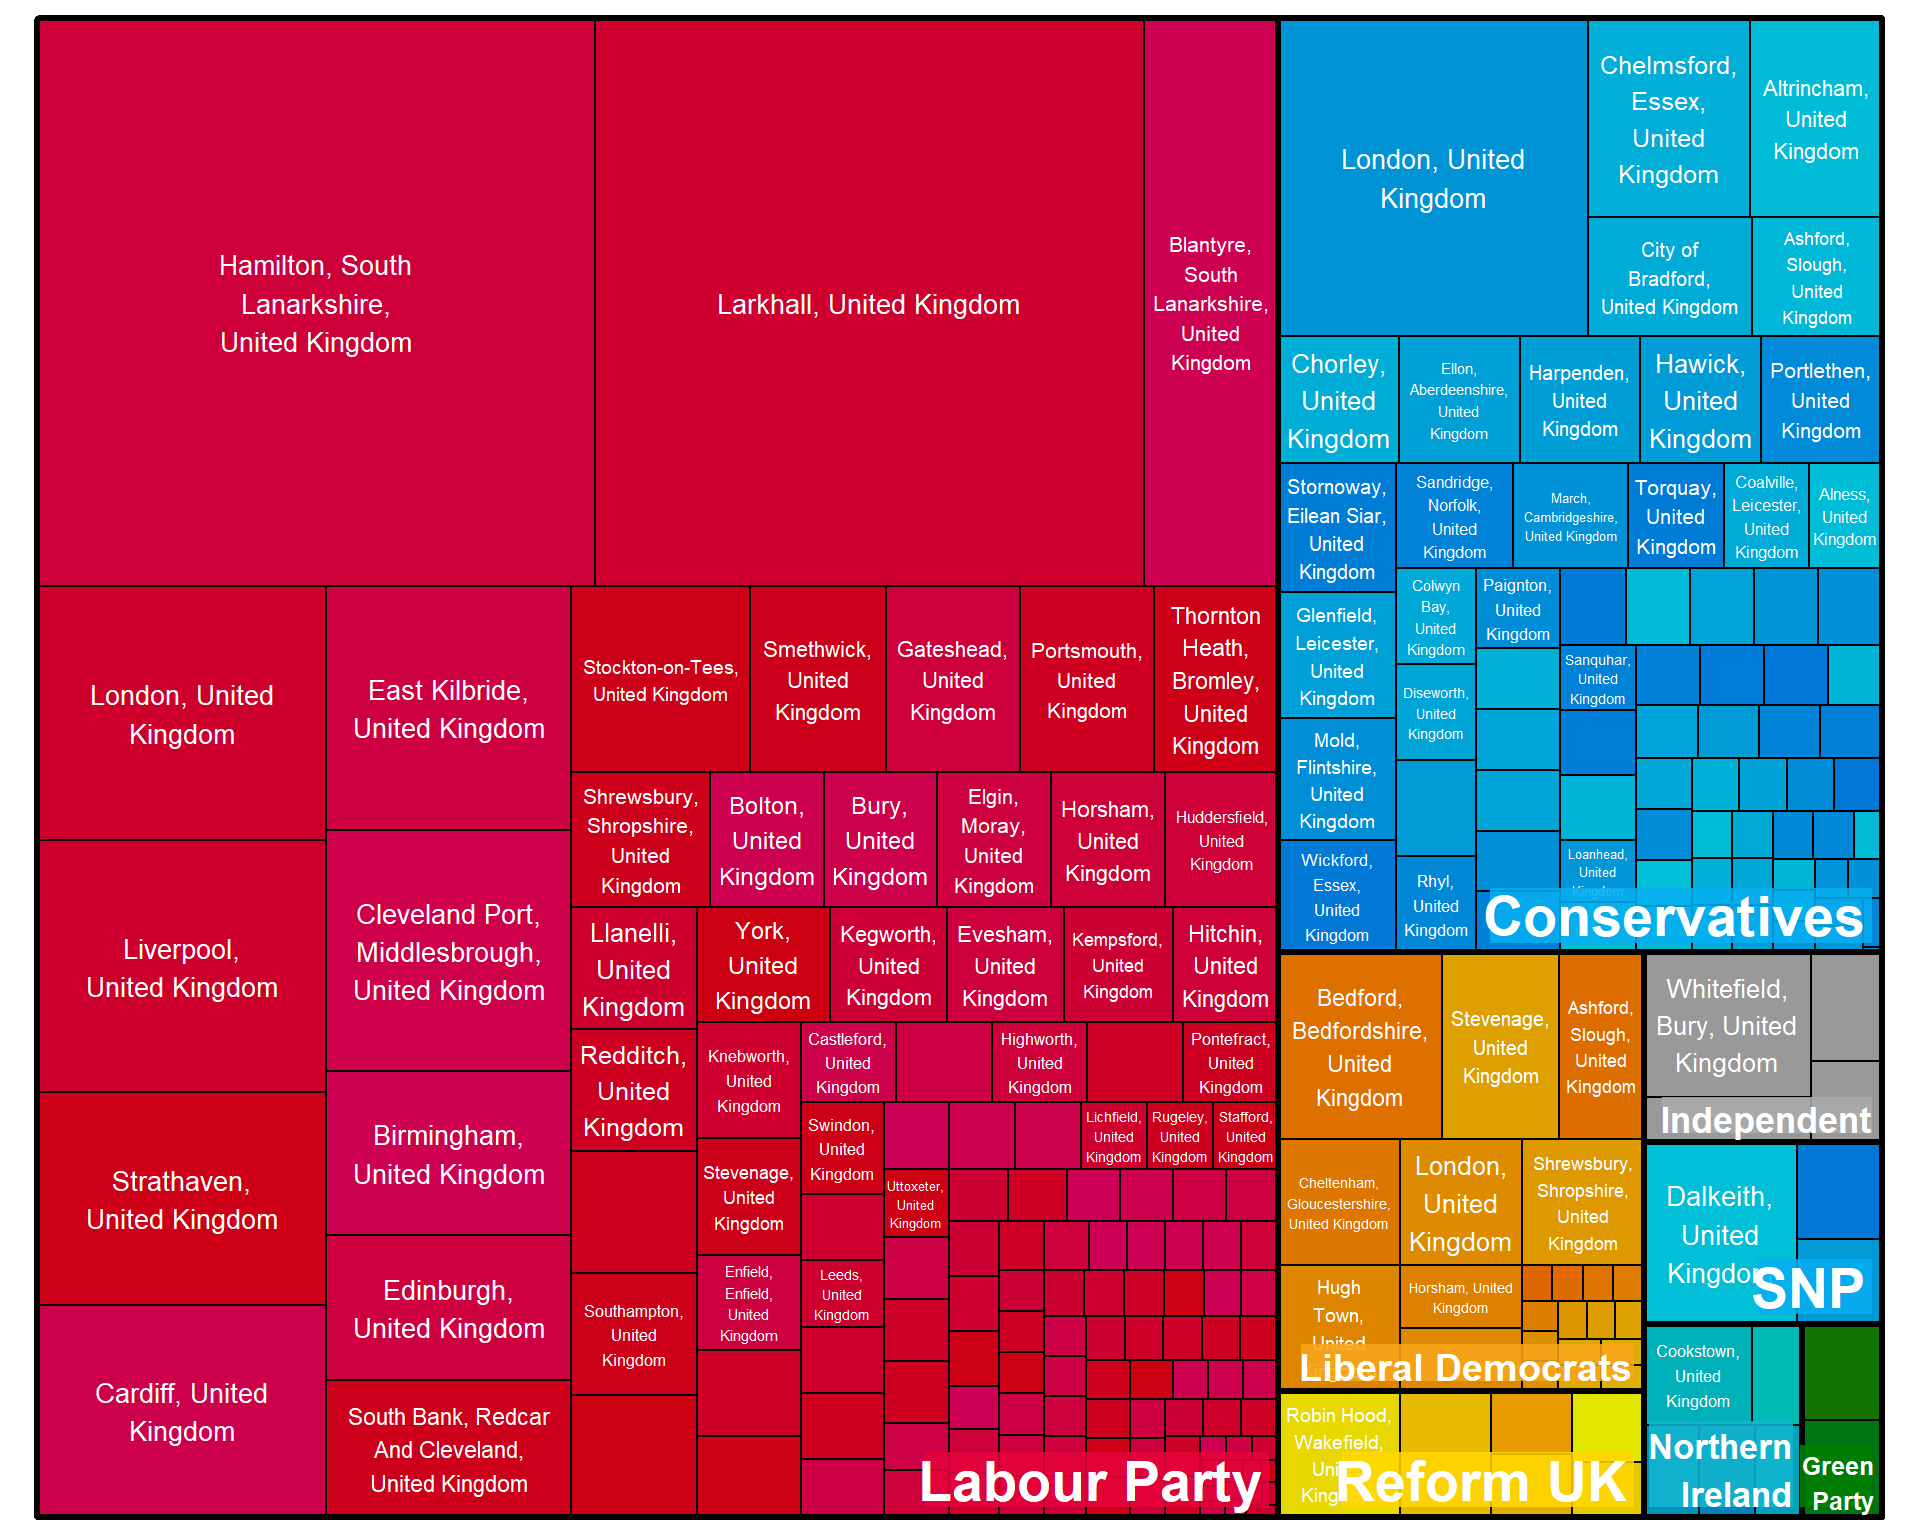 Hamilton, South
Lanarkshire,
United Kingdom
Larkhall, United Kingdom
Blantyre,
South
Lanarkshire,
United
Kingdom
London, United
Kingdom
Liverpool,
United Kingdom
Strathaven,
United Kingdom
Cardiff, United
Kingdom
East Kilbride,
United Kingdom
Cleveland Port,
Middlesbrough,
United Kingdom
Birmingham,
United Kingdom
Edinburgh,
United Kingdom
South Bank, Redcar
And Cleveland,
United Kingdom
Stockton-on-Tees,
United Kingdom
Smethwick,
United
Kingdom
Gateshead,
United
Kingdom
Portsmouth,
United
Kingdom
Thornton
Heath,
Bromley,
United
Kingdom
Shrewsbury,
Shropshire,
United
Kingdom
Bolton,
United
Kingdom
Bury,
United
Kingdom
Elgin,
Moray,
United
Kingdom
Horsham,
United
Kingdom
Huddersfield,
United
Kingdom
Llanelli,
United
Kingdom
York,
United
Kingdom
Kegworth,
United
Kingdom
Evesham,
United
Kingdom
Kempsford,
United
Kingdom
Hitchin,
United
Kingdom
Redditch,
United
Kingdom
Knebworth,
United
Kingdom
Castleford,
United
Kingdom
Highworth,
United
Kingdom
Pontefract,
United
Kingdom
Stevenage,
United
Kingdom
Swindon,
United
Kingdom
Lichfield,
United
Kingdom
Rugeley,
United
Kingdom
Stafford,
United
Kingdom
Uttoxeter,
United
Kingdom
Southampton,
United
Kingdom
Enfield,
Enfield,
United
Kingdom
Leeds,
United
Kingdom
Labour Party
London, United
Kingdom
Chelmsford,
Essex,
United
Kingdom
Altrincham,
United
Kingdom
City of
Bradford,
United Kingdom
Ashford,
Slough,
United
Kingdom
Chorley,
United
Kingdom
Ellon,
Aberdeenshire,
United
Kingdom
Harpenden,
United
Kingdom
Hawick,
United
Kingdom
Portlethen,
United
Kingdom
Stornoway,
Eilean Siar,
United
Kingdom
Sandridge,
Norfolk,
United
Kingdom
March,
Cambridgeshire,
United Kingdom
Torquay,
United
Kingdom
Coalville,
Leicester,
United
Kingdom
Alness,
United
Kingdom
Glenfield,
Leicester,
United
Kingdom
Colwyn
Bay,
United
Kingdom
Paignton,
United
Kingdom
Diseworth,
United
Kingdom
Sanquhar,
United
Kingdom
Mold,
Flintshire,
United
Kingdom
Wickford,
Essex,
United
Kingdom
Rhyl,
United
Kingdom
Loanhead,
United
Kingdom
Conservatives
Bedford,
Bedfordshire,
United
Kingdom
Stevenage,
United
Kingdom
Ashford,
Slough,
United
Kingdom
Cheltenham,
Gloucestershire,
United Kingdom
London,
United
Kingdom
Shrewsbury,
Shropshire,
United
Kingdom
Hugh
Town,
United
Horsham, United
Kingdom
Liberal Democrats
Whitefield,
Bury, United
Kingdom
Independent
Dalkeith,
United
Kingdom
SNP
Robin Hood,
Wakefield,
Reform UK
Cookstown,
United
Kingdom
Northern
Ireland
Green
Party